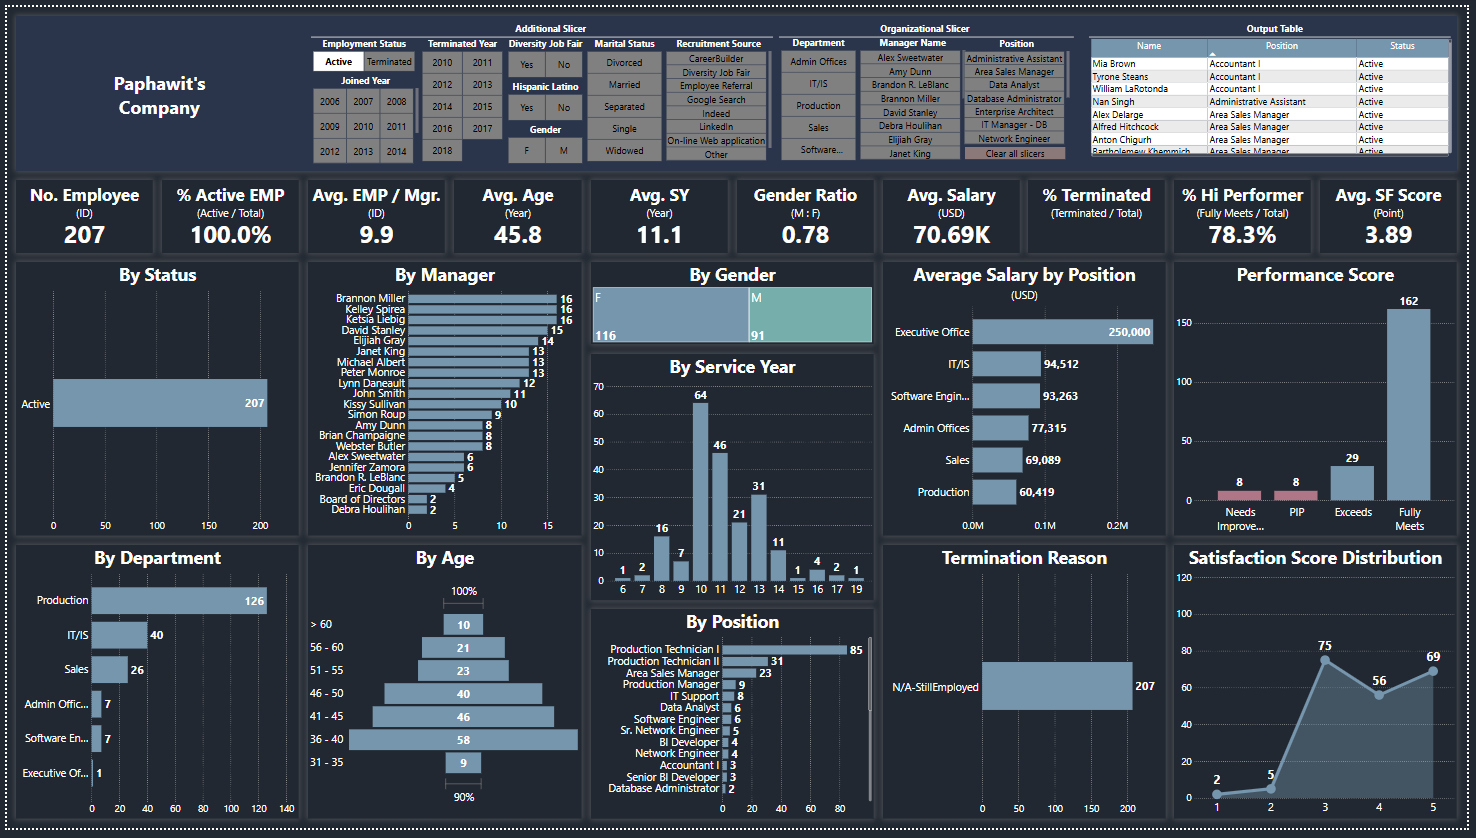 Paphawit's
Company
Additional Slicer
Employment Status
Active Terminated
Joined Year
2006 2007 2008
2009 2010 2011
2012 2013 2014
Terminated Year
2010 2011
2012 2013
2014 2015
2016 2017
2018
Diversity Job Fair
Yes No
Hispanic Latino
Yes No
Gender
F M
Marital Status
Divorced
Married
Separated
Single
Widowed
Recruitment Source
CareerBuilder
Diversity Job Fair
Employee Referral
Google Search
Indeed
LinkedIn
On-line Web application
Other
Organizational Slicer
Department
Admin Offices
IT/IS
Production
Sales
Software...
Manager Name
Alex Sweetwater
Amy Dunn
Brandon R. LeBlanc
Brannon Miller
David Stanley
Debra Houlihan
Elijiah Gray
Janet King
Position
Administrative Assistant
Area Sales Manager
Data Analyst
Database Administrator
Enterprise Architect
IT Manager - DB
Network Engineer
Clear all slicers
Output Table
Name Position Status
Mia Brown Accountant I Active
Tyrone Steans Accountant I Active
William LaRotonda Accountant I Active
Nan Singh Administrative Assistant Active
Alex Delarge Area Sales Manager Active
Alfred Hitchcock Area Sales Manager Active
Anton Chigurh Area Sales Manager Active
Bartholemew Khemmich Area Sales Manager Active
No. Employee
(ID)
207
% Active EMP
(Active / Total)
100.0%
Avg. EMP / Mgr.
(ID)
9.9
Avg. Age
(Year)
45.8
Avg. SY
(Year)
11.1
Gender Ratio
(M : F)
0.78
Avg. Salary
(USD)
70.69K
% Terminated
(Terminated / Total)
% Hi Performer
(Fully Meets / Total)
78.3%
Avg. SF Score
(Point)
3.89
By Status
Active 207
0 50 100 150 200
By Manager
Brannon Miller 16
Kelley Spirea 16
Ketsia Liebig 16
David Stanley 15
Elijiah Gray 14
Janet King 13
Michael Albert 13
Peter Monroe 13
Lynn Daneault 12
John Smith 11
Kissy Sullivan 10
Simon Roup 9
Amy Dunn 8
Brian Champaigne 8
Webster Butler 8
Alex Sweetwater 6
Jennifer Zamora 6
Brandon R. LeBlanc 5
Eric Dougall 4
Board of Directors 2
Debra Houlihan 2
0 5 10 15
By Gender
F M
116 91
By Service Year
70
60
50
40
30
20
10
0
1 2 16 7 64 46 21 31 11 1 4 2 1
6 7 8 9 10 11 12 13 14 15 16 17 19
Average Salary by Position
(USD)
Executive Office 250,000
IT/IS 94,512
Software Engin... 93,263
Admin Offices 77,315
Sales 69,089
Production 60,419
0.0M 0.1M 0.2M
Performance Score
150
100
50
0
8 8 29 162
Needs
Improve...
PIP
Exceeds
Fully
Meets
By Department
Production 126
IT/IS 40
Sales 26
Admin Offic... 7
Software En... 7
Executive Of... 1
0 20 40 60 80 100 120 140
By Age
100%
> 60 10
56 - 60 21
51 - 55 23
46 - 50 40
41 - 45 46
36 - 40 58
31 - 35 9
90%
By Position
Production Technician I 85
Production Technician II 31
Area Sales Manager 23
Production Manager 9
IT Support 8
Data Analyst 6
Software Engineer 6
Sr. Network Engineer 5
BI Developer 4
Network Engineer 4
Accountant I 3
Senior BI Developer 3
Database Administrator 2
0 20 40 60 80
Termination Reason
N/A-StillEmployed 207
0 50 100 150 200
Satisfaction Score Distribution
120
100
80
60
40
20
0
2 5 75 56 69
1 2 3 4 5